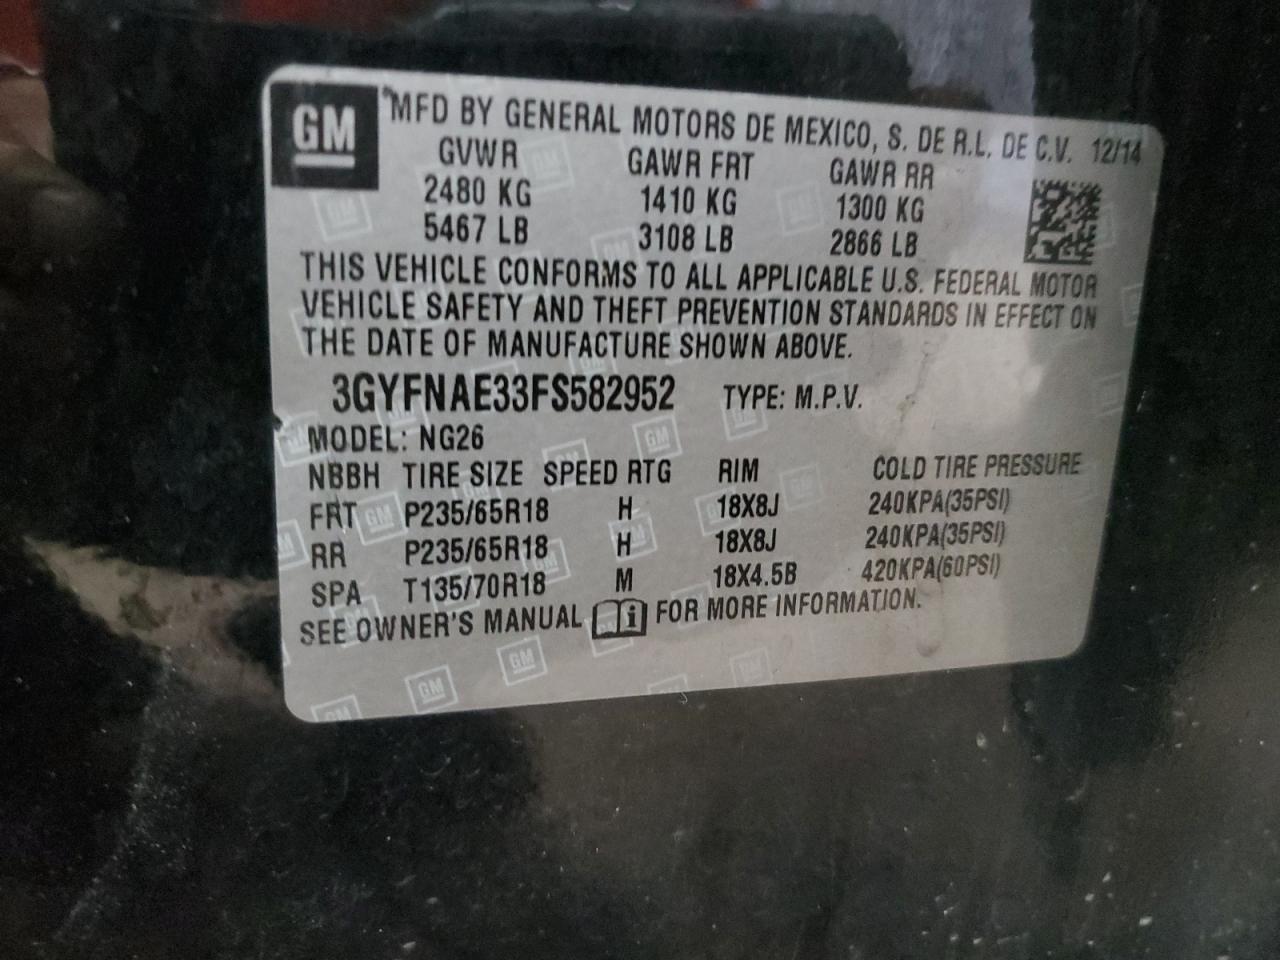 GM
MFD BY GENERAL MOTORS DE MEXICO, S. DE R.L. DE C.V. 12/14
GVWR GAWR FRT GAWR RR
2480 KG 1410 KG 1300 KG
5467 LB 3108 LB 2866 LB
THIS VEHICLE CONFORMS TO ALL APPLICABLE U.S. FEDERAL MOTOR
VEHICLE SAFETY AND THEFT PREVENTION STANDARDS IN EFFECT ON
THE DATE OF MANUFACTURE SHOWN ABOVE.
3GYFNAE33FS582952 TYPE: M.P.V.
MODEL: NG26
NBBH TIRE SIZE SPEED RTG RIM COLD TIRE PRESSURE
FRT P235/65R18 H 18X8J 240KPA(35PSI)
RR P235/65R18 H 18X8J 240KPA(35PSI)
SPA T135/70R18 M 18X4.5B 420KPA(60PSI)
SEE OWNER'S MANUAL i FOR MORE INFORMATION.